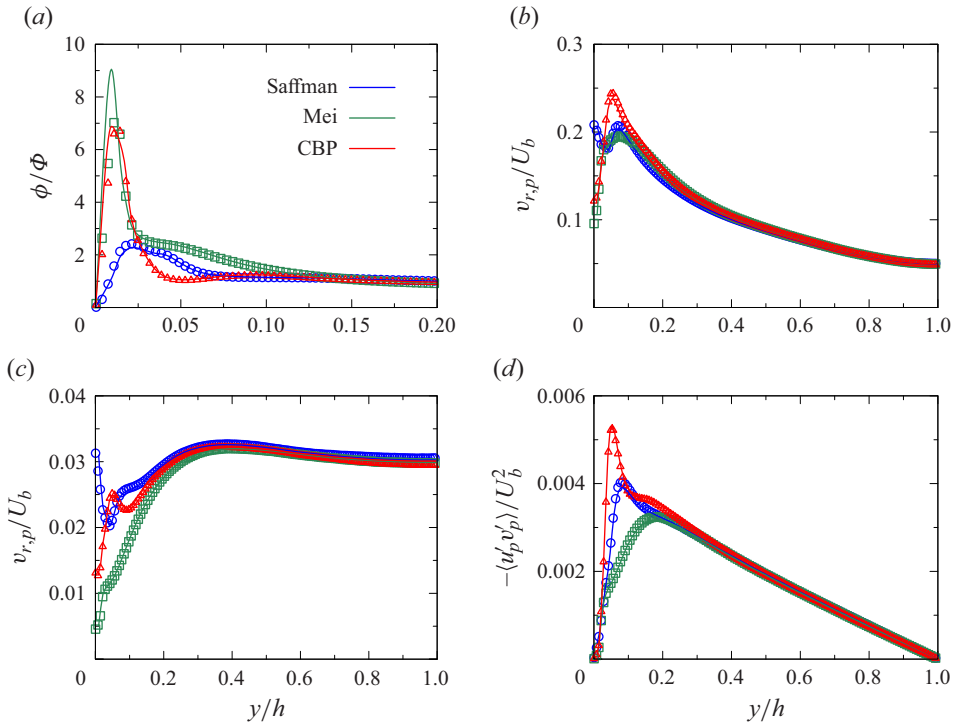 (a)
10
8
6
4
2
0
0.05
0.10
0.15
0.20
ϕ/Φ
Saffman
Mei
CBP
(b)
0.3
0.2
0.1
0
0.2
0.4
0.6
0.8
1.0
v_{r,p}/U_b
(c)
0.04
0.03
0.02
0.01
0
0.2
0.4
0.6
0.8
1.0
v_{r,p}/U_b
y/h
(d)
0.006
0.004
0.002
0
0.2
0.4
0.6
0.8
1.0
−⟨u′_p v′_p⟩/U_b^2
y/h